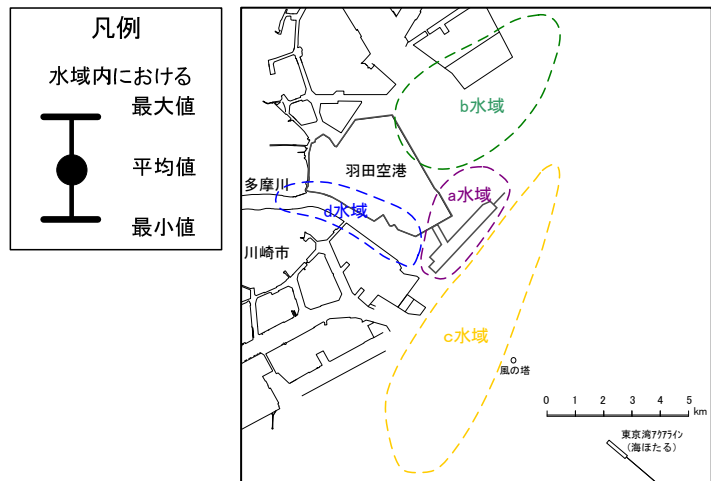 凡例
水域内における
最大値
平均値
最小値
b水域
羽田空港
a水域
多摩川
d水域
川崎市
c水域
風の塔
0 1 2 3 4 5
km
東京湾アクアライン
(海ほたる)